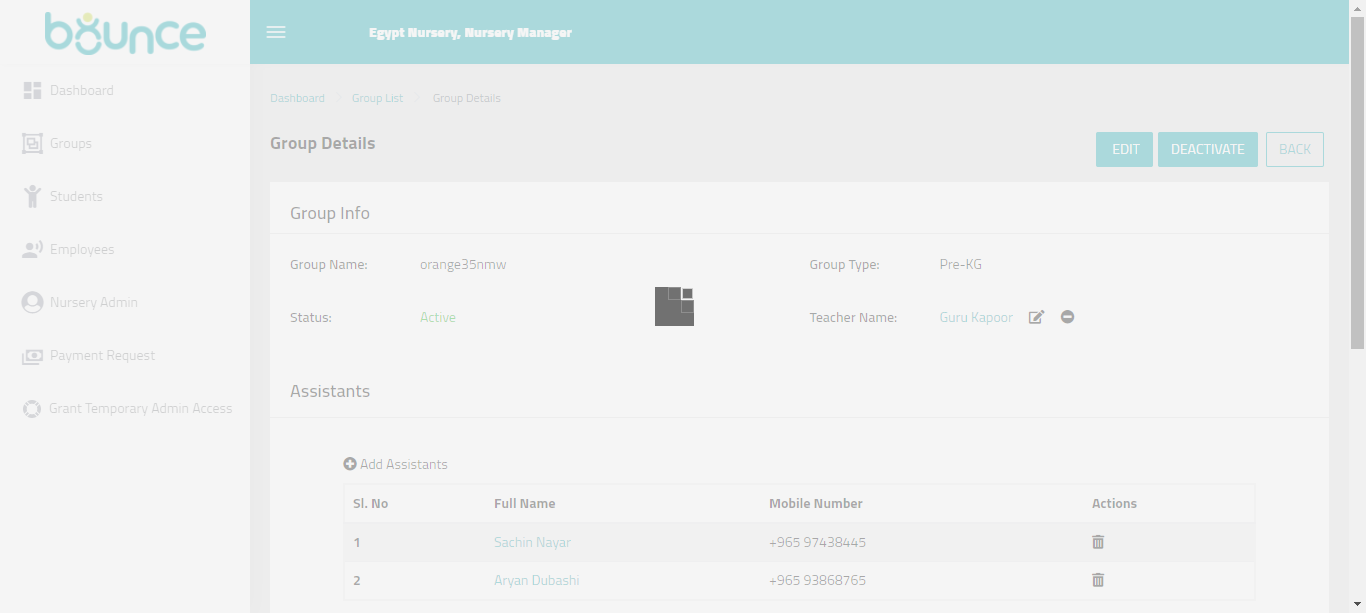 bounce
Egypt Nursery, Nursery Manager
Dashboard
Groups
Students
Employees
Nursery Admin
Payment Request
Grant Temporary Admin Access
Dashboard Group List Group Details
Group Details
EDIT DEACTIVATE BACK
Group Info
Group Name: orange35nmw Group Type: Pre-KG
Status: Active Teacher Name: Guru Kapoor
Assistants
Add Assistants
Sl. No Full Name Mobile Number Actions
1 Sachin Nayar +965 97438445
2 Aryan Dubashi +965 93868765